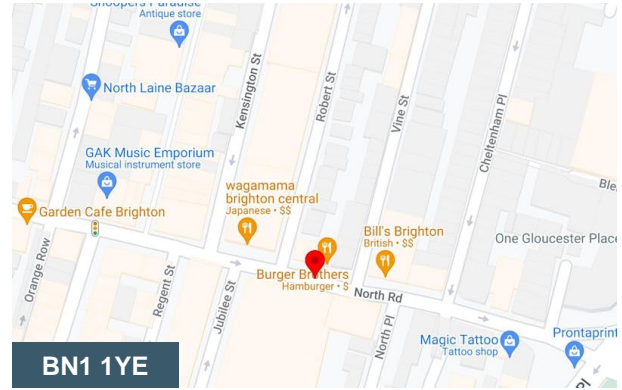 Snoopers Paradise
Antique store
North Laine Bazaar
Kensington St
Robert St
Vine St
Cheltenham Pl
GAK Music Emporium
Musical instrument store
wagamama
brighton central
Japanese • $$
Garden Cafe Brighton
Bill's Brighton
British • $$
One Gloucester Place
Burger Brothers
Hamburger • $
Orange Row
Regent St
Jubilee St
North Rd
North Pl
Magic Tattoo
Tattoo shop
Prontaprint
BN1 1YE